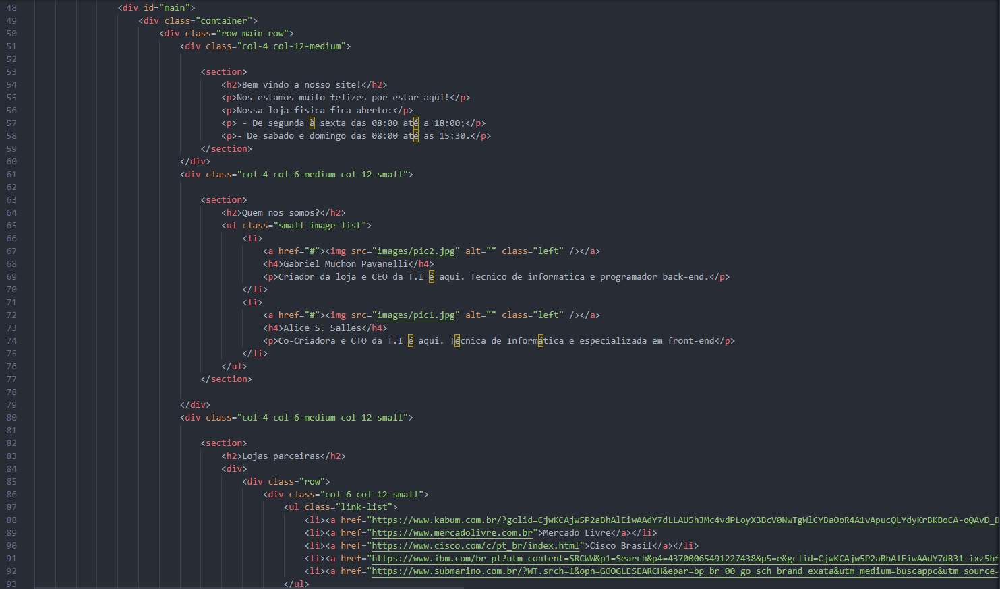 48 <div id="main">
49 <div class="container">
50 <div class="row main-row">
51 <div class="col-4 col-12-medium">
52
53 <section>
54 <h2>Bem vindo a nosso site!</h2>
55 <p>Nos estamos muito felizes por estar aqui!</p>
56 <p>Nossa loja fisica fica aberto:</p>
57 <p> - De segunda à sexta das 08:00 até a 18:00;</p>
58 <p>- De sabado e domingo das 08:00 até as 15:30.</p>
59 </section>
60 </div>
61 <div class="col-4 col-6-medium col-12-small">
62
63 <section>
64 <h2>Quem nos somos?</h2>
65 <ul class="small-image-list">
66 <li>
67 <a href="#"><img src="images/pic2.jpg" alt="" class="left" /></a>
68 <h4>Gabriel Muchon Pavanelli</h4>
69 <p>Criador da loja e CEO da T.I é aqui. Tecnico de informatica e programador back-end.</p>
70 </li>
71 <li>
72 <a href="#"><img src="images/pic1.jpg" alt="" class="left" /></a>
73 <h4>Alice S. Salles</h4>
74 <p>Co-Criadora e CTO da T.I é aqui. Técnica de Informática e especializada em front-end</p>
75 </li>
76 </ul>
77 </section>
78
79 </div>
80 <div class="col-4 col-6-medium col-12-small">
81
82 <section>
83 <h2>Lojas parceiras</h2>
84 <div>
85 <div class="row">
86 <div class="col-6 col-12-small">
87 <ul class="link-list">
88 <li><a href="https://www.kabum.com.br/?gclid=CjwKCAjw5P2aBhAlEiwAAdY7dLLAU5hJMc4vdPLoyX3BcV0NwTgWlCYBaOoR4A1vApucQLYdyKrBKBoCA-oQAvD_B
89 <li><a href="https://www.mercadolivre.com.br">Mercado Livre</a></li>
90 <li><a href="https://www.cisco.com/c/pt_br/index.html">Cisco Brasil</a></li>
91 <li><a href="https://www.ibm.com/br-pt?utm_content=SRCWW&p1=Search&p4=43700065491227438&p5=e&gclid=CjwKCAjw5P2aBhAlEiwAAdY7dB31-ixz5hf
92 <li><a href="https://www.submarino.com.br/?WT.srch=1&opn=GOOGLESEARCH&epar=bp_br_00_go_sch_brand_exata&utm_medium=buscappc&utm_source=
93 </ul>